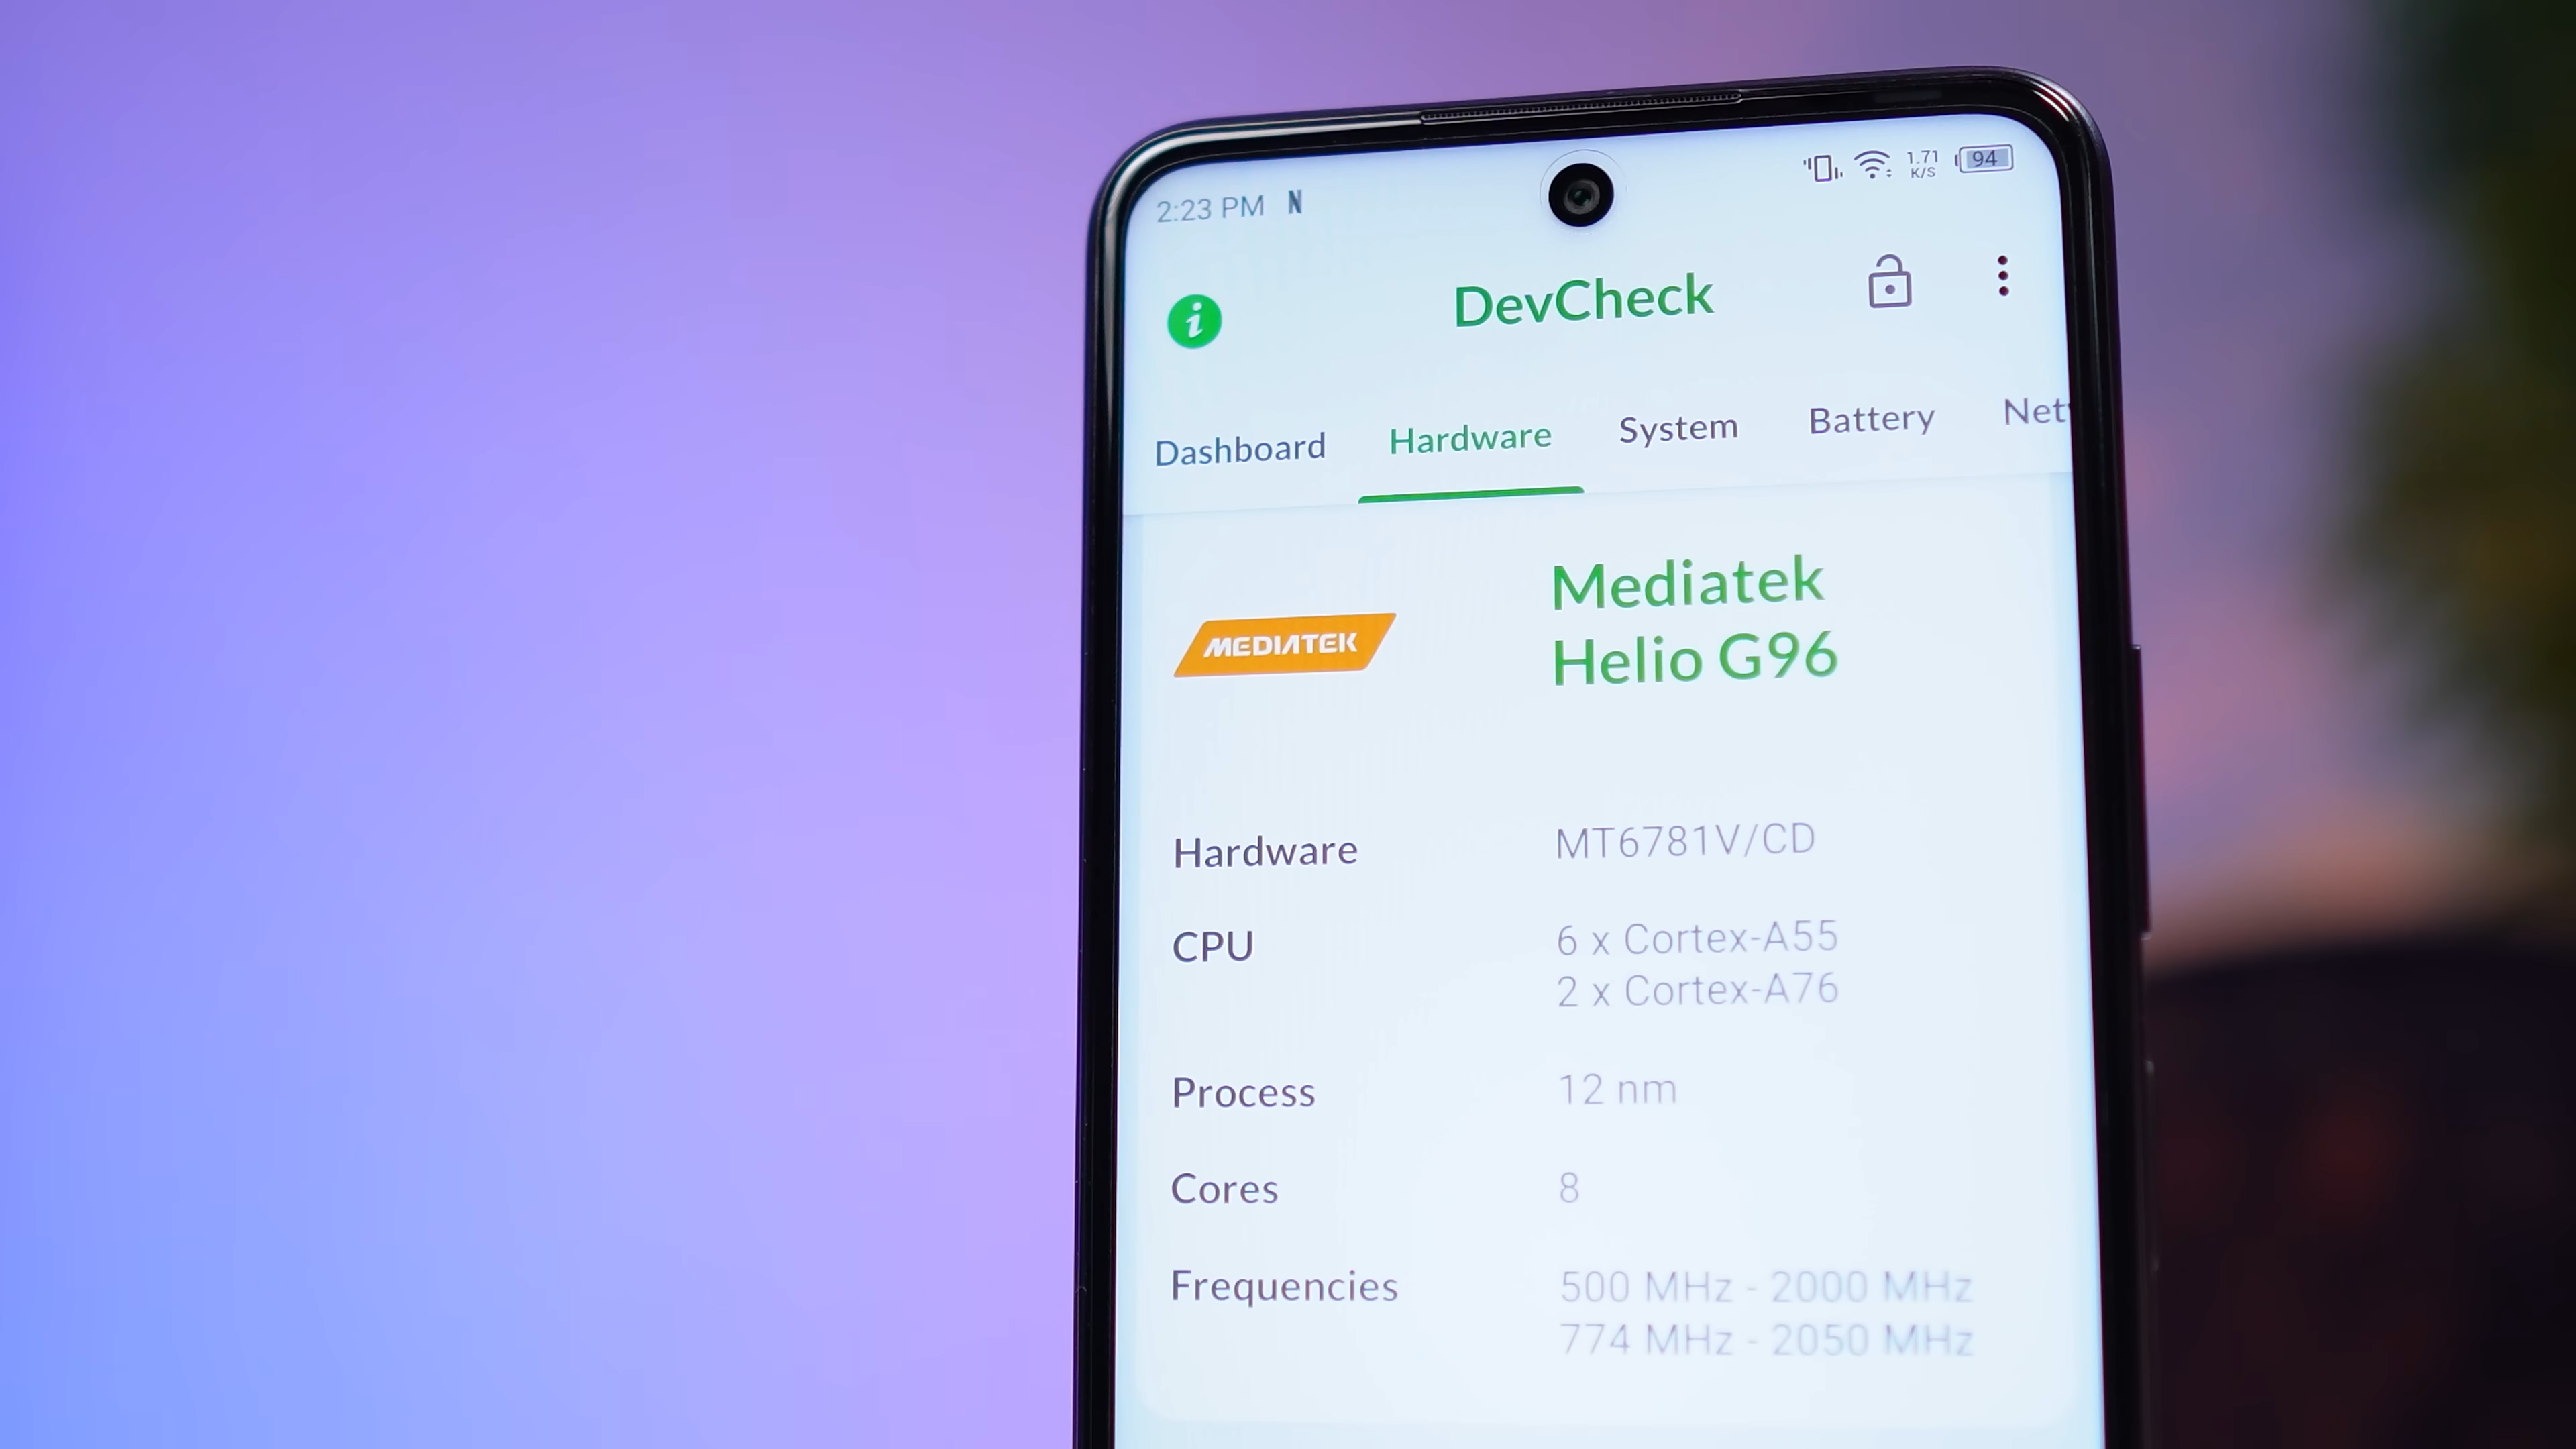 2:23 PM N
1.71
K/S
94
DevCheck
Dashboard Hardware System Battery Net
MEDIATEK
Mediatek
Helio G96
Hardware MT6781V/CD
CPU 6 x Cortex-A55
2 x Cortex-A76
Process 12 nm
Cores 8
Frequencies 500 MHz - 2000 MHz
774 MHz - 2050 MHz